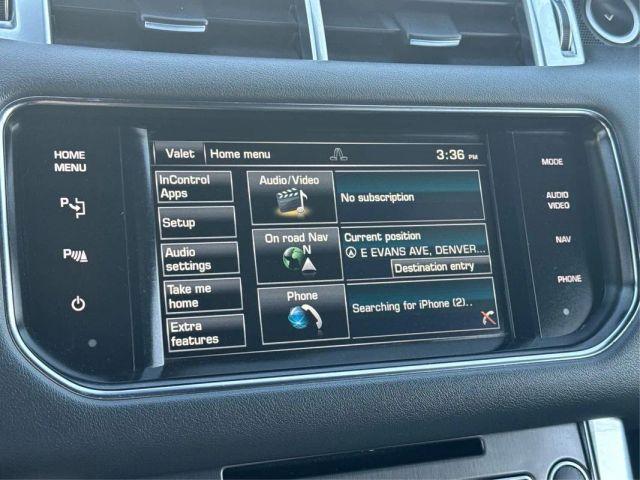 HOME
MENU
P
P
Valet
Home menu
3:36 PM
InControl
Apps
Setup
Audio
settings
Take me
home
Extra
features
Audio/Video
No subscription
On road Nav
N
Current position
E EVANS AVE, DENVER...
Destination entry
Phone
Searching for iPhone (2)..
MODE
AUDIO
VIDEO
NAV
PHONE